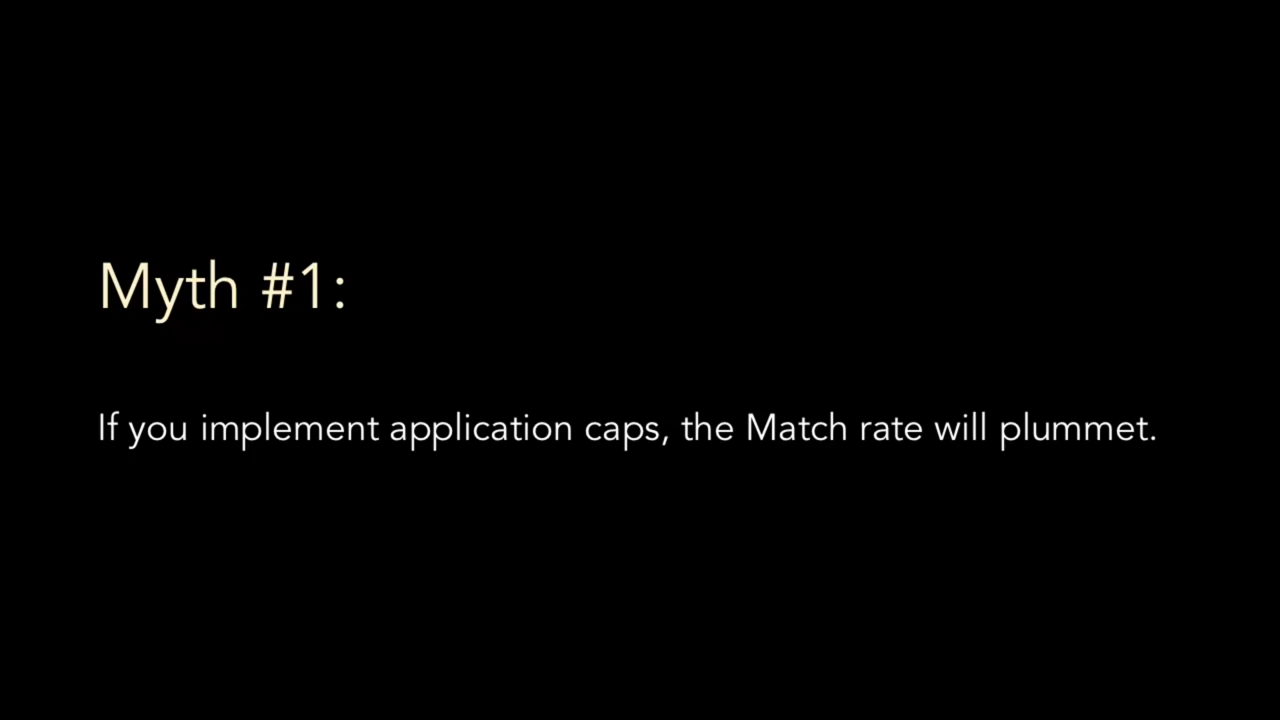 Myth #1:
If you implement application caps, the Match rate will plummet.